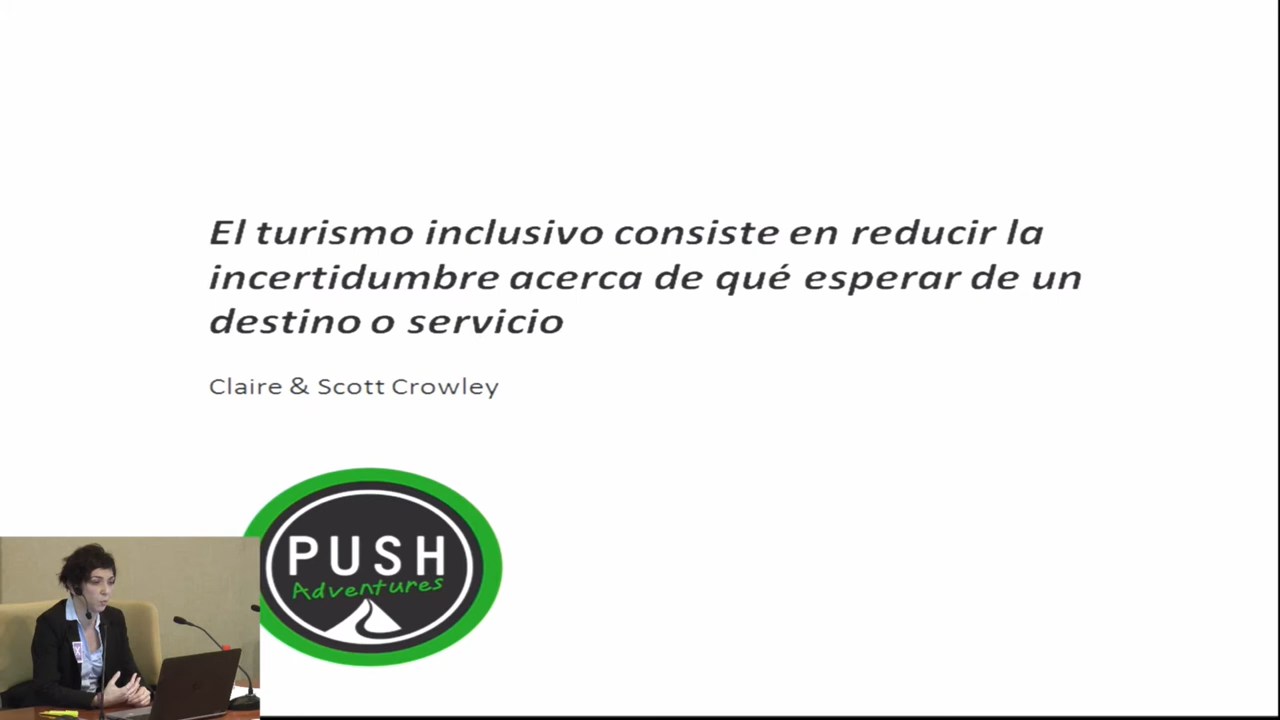 El turismo inclusivo consiste en reducir la
incertidumbre acerca de qué esperar de un
destino o servicio
Claire & Scott Crowley
PUSH
Adventures